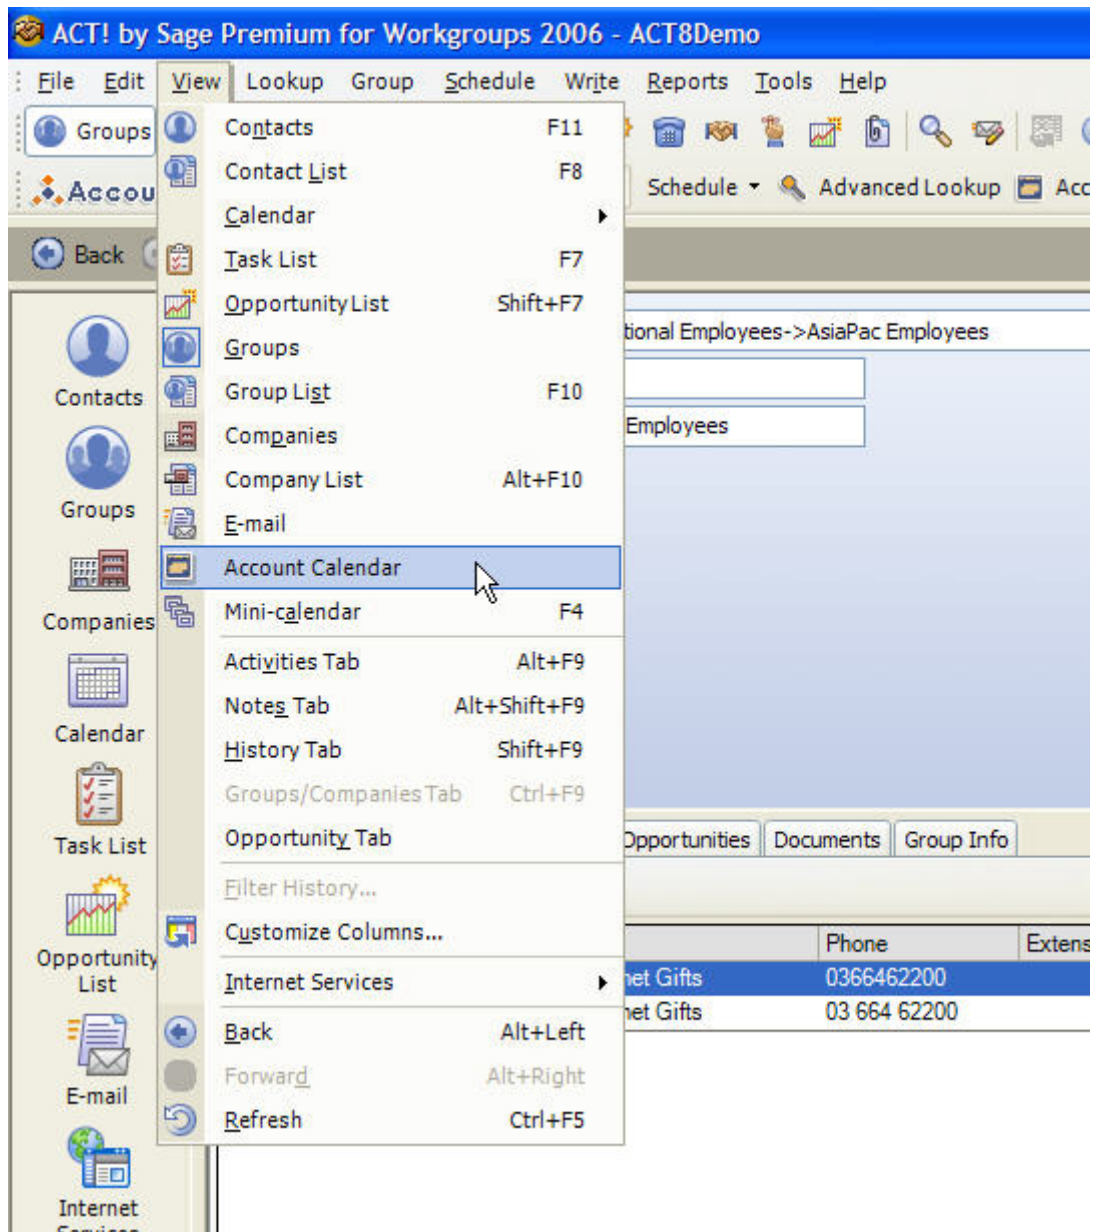 ACT! by Sage Premium for Workgroups 2006 - ACT8Demo
File Edit View Lookup Group Schedule Write Reports Tools Help
Groups
Accou
Schedule Advanced Lookup Acc
Back
Contacts F11
Contact List F8
Calendar
Task List F7
Opportunity List Shift+F7
Groups
Group List F10
Companies
Company List Alt+F10
E-mail
Account Calendar
Mini-calendar F4
Activities Tab Alt+F9
Notes Tab Alt+Shift+F9
History Tab Shift+F9
Groups/Companies Tab Ctrl+F9
Opportunity Tab
Filter History...
Customize Columns...
Internet Services
Back Alt+Left
Forward Alt+Right
Refresh Ctrl+F5
Contacts
Groups
Companies
Calendar
Task List
Opportunity
List
E-mail
Internet
Services
tional Employees->AsiaPac Employees
Employees
Opportunities Documents Group Info
Phone Extens
net Gifts 0366462200
net Gifts 03 664 62200